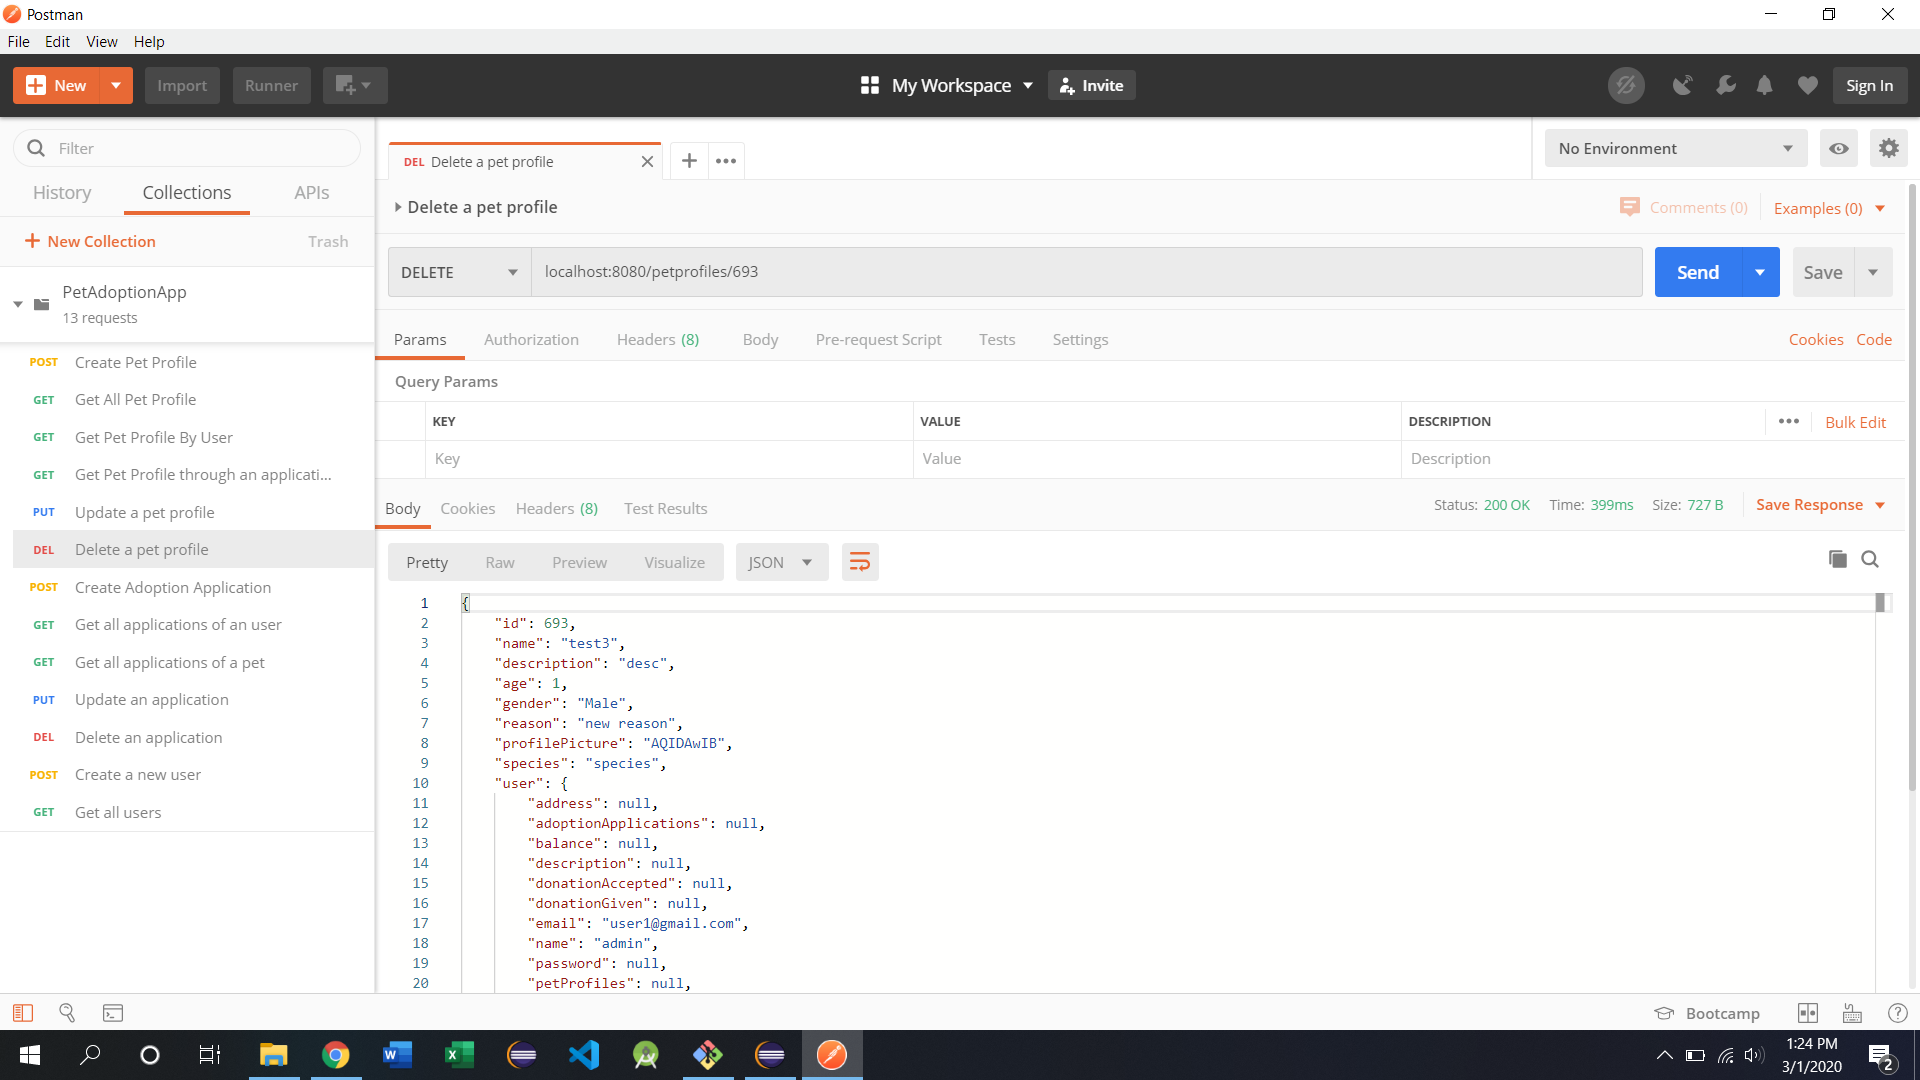 Postman
File Edit View Help
New Import Runner My Workspace Invite Sign In
Filter
History Collections APIs
New Collection Trash
PetAdoptionApp
13 requests
POST Create Pet Profile
GET Get All Pet Profile
GET Get Pet Profile By User
GET Get Pet Profile through an applicati...
PUT Update a pet profile
DEL Delete a pet profile
POST Create Adoption Application
GET Get all applications of an user
GET Get all applications of a pet
PUT Update an application
DEL Delete an application
POST Create a new user
GET Get all users
DEL Delete a pet profile
No Environment
Delete a pet profile
Comments (0) Examples (0)
DELETE localhost:8080/petprofiles/693 Send Save
Params Authorization Headers (8) Body Pre-request Script Tests Settings Cookies Code
Query Params
KEY VALUE DESCRIPTION Bulk Edit
Key Value Description
Body Cookies Headers (8) Test Results Status: 200 OK Time: 399ms Size: 727 B Save Response
Pretty Raw Preview Visualize JSON
1 {
2 "id": 693,
3 "name": "test3",
4 "description": "desc",
5 "age": 1,
6 "gender": "Male",
7 "reason": "new reason",
8 "profilePicture": "AQIDAwIB",
9 "species": "species",
10 "user": {
11 "address": null,
12 "adoptionApplications": null,
13 "balance": null,
14 "description": null,
15 "donationAccepted": null,
16 "donationGiven": null,
17 "email": "user1@gmail.com",
18 "name": "admin",
19 "password": null,
20 "petProfiles": null,
Bootcamp
1:24 PM
3/1/2020
2